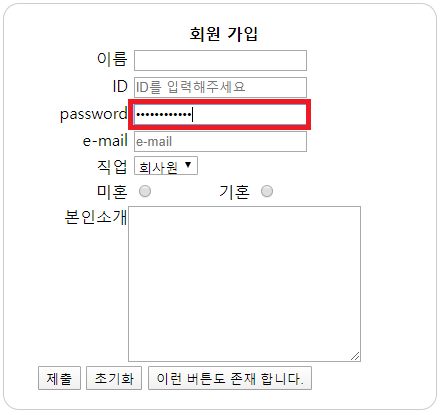 회원 가입
이름
ID ID를 입력해주세요
password ••••••••••••
e-mail e-mail
직업 회사원
미혼 기혼
본인소개
제출 초기화 이런 버튼도 존재 합니다.